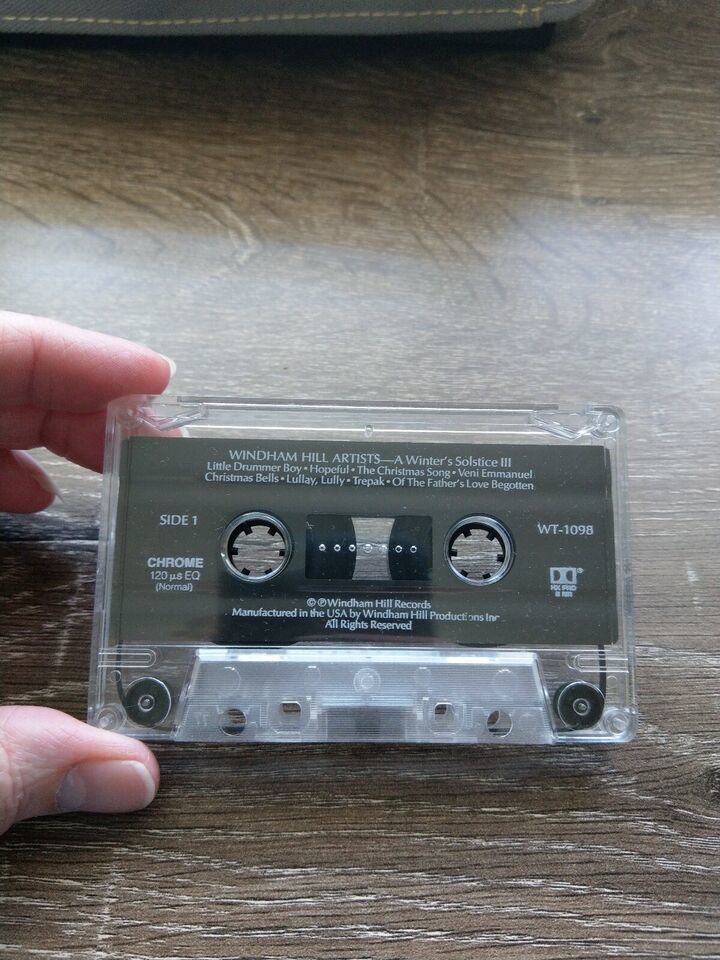 WINDHAM HILL ARTISTS—A Winter's Solstice III
Little Drummer Boy • Hopeful • The Christmas Song • Veni Emmanuel
Christmas Bells • Lullay, Lully • Trepak • Of The Father's Love Begotten
SIDE 1
WT-1098
CHROME
120 µs EQ
(Normal)
HX PRO
© ℗ Windham Hill Records
Manufactured in the USA by Windham Hill Productions Inc
All Rights Reserved